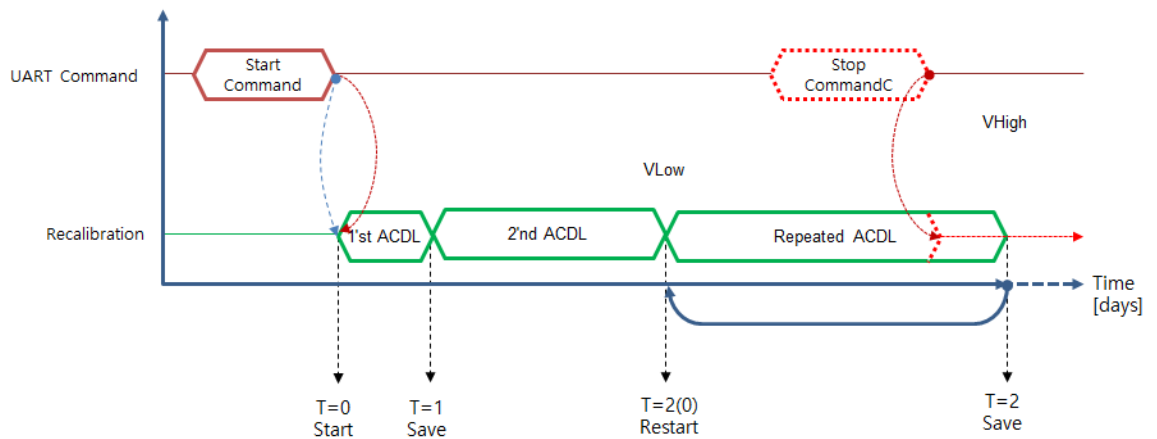 Start
Command
Stop
CommandC
UART Command
VHigh
VLow
Recalibration
1'st ACDL
2'nd ACDL
Repeated ACDL
Time
[days]
T=0
Start
T=1
Save
T=2(0)
Restart
T=2
Save